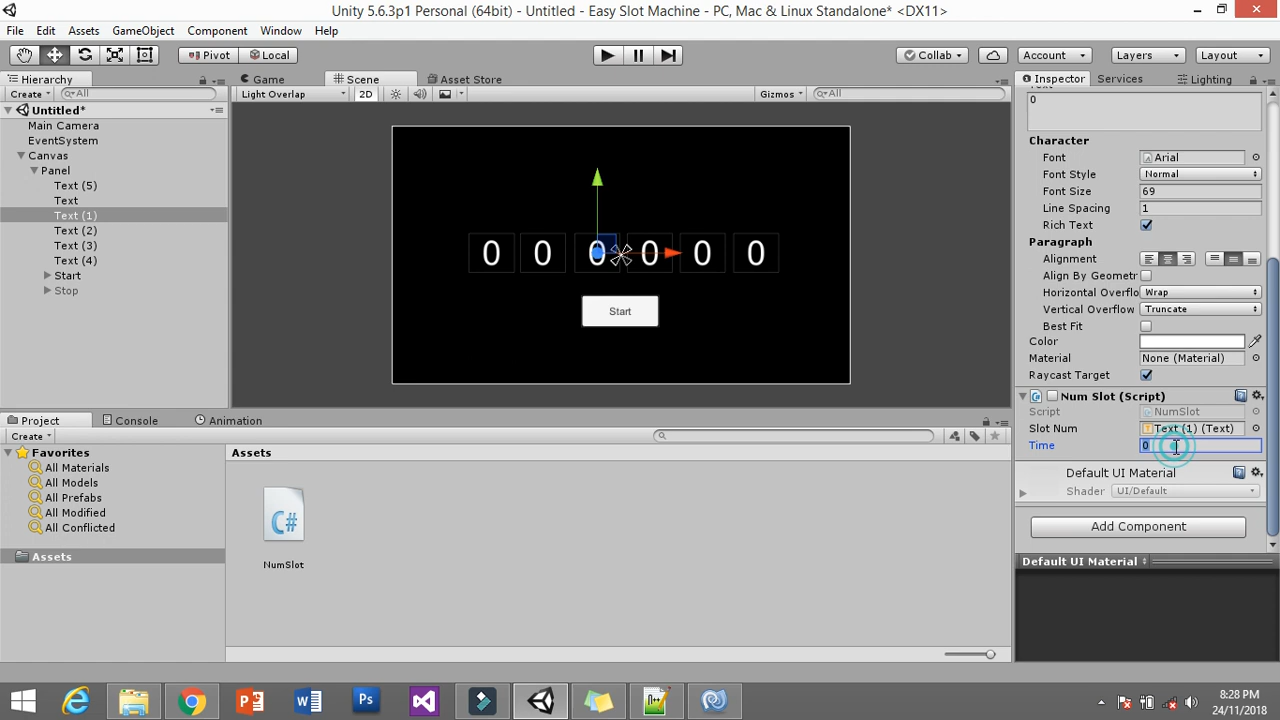 Unity 5.6.3p1 Personal (64bit) - Untitled - Easy Slot Machine - PC, Mac & Linux Standalone* <DX11>
File Edit Assets GameObject Component Window Help
Pivot Local Collab Account Layers Layout
Hierarchy
Create All
Untitled*
Main Camera
EventSystem
Canvas
Panel
Text (5)
Text
Text (1)
Text (2)
Text (3)
Text (4)
Start
Stop
Game Scene Asset Store
Light Overlap 2D Gizmos All
0 0 0 0 0 0
Start
Inspector Services Lighting
Text
0
Character
Font Arial
Font Style Normal
Font Size 69
Line Spacing 1
Rich Text
Paragraph
Alignment
Align By Geometr
Horizontal Overflo Wrap
Vertical Overflow Truncate
Best Fit
Color
Material None (Material)
Raycast Target
Num Slot (Script)
Script NumSlot
Slot Num Text (1) (Text)
Time 0
Default UI Material
Shader UI/Default
Add Component
Default UI Material
Project Console Animation
Create
Favorites
All Materials
All Models
All Prefabs
All Modified
All Conflicted
Assets
Assets
C#
NumSlot
8:28 PM
24/11/2018